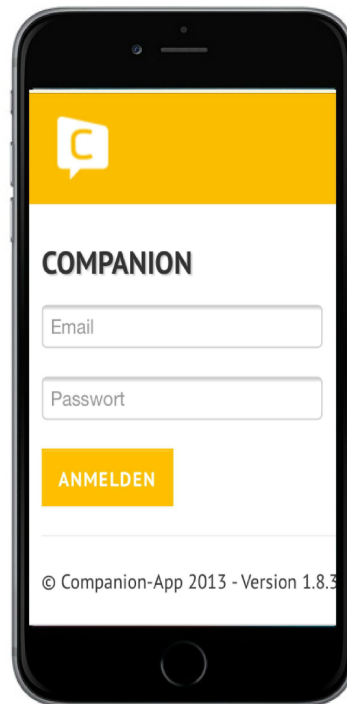 C
COMPANION
Email
Passwort
ANMELDEN
© Companion-App 2013 - Version 1.8.3